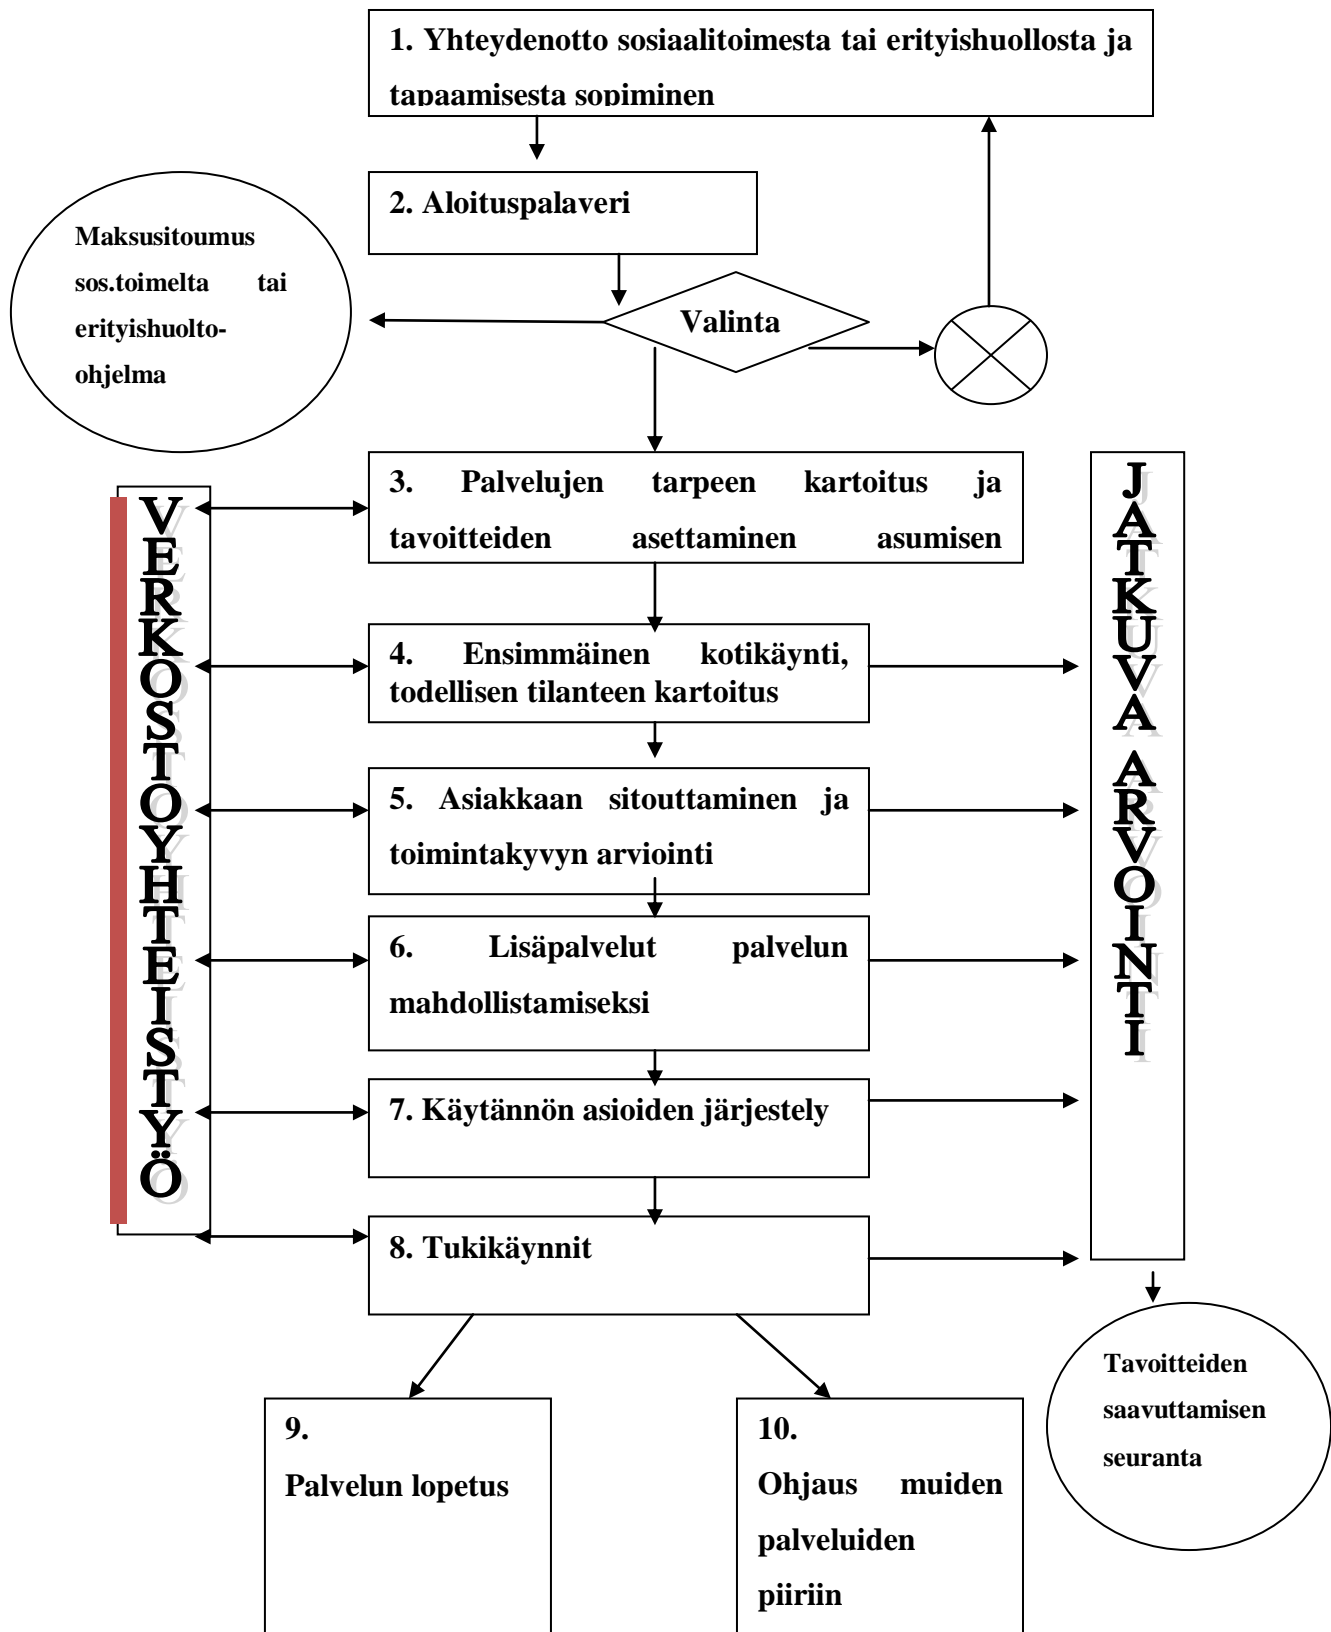 1. Yhteydenotto sosiaalitoimesta tai erityishuollosta ja
tapaamisesta sopiminen
2. Aloituspalaveri
Maksusitoumus
sos.toimelta tai
erityishuolto-
ohjelma
Valinta
3. Palvelujen tarpeen kartoitus ja
tavoitteiden asettaminen asumisen
4. Ensimmäinen kotikäynti,
todellisen tilanteen kartoitus
5. Asiakkaan sitouttaminen ja
toimintakyvyn arviointi
6. Lisäpalvelut palvelun
mahdollistamiseksi
7. Käytännön asioiden järjestely
8. Tukikäynnit
VERKOSTOYHTEISTYÖ
JATKUVA ARVOINTI
9.
Palvelun lopetus
10.
Ohjaus muiden
palveluiden
piiriin
Tavoitteiden
saavuttamisen
seuranta